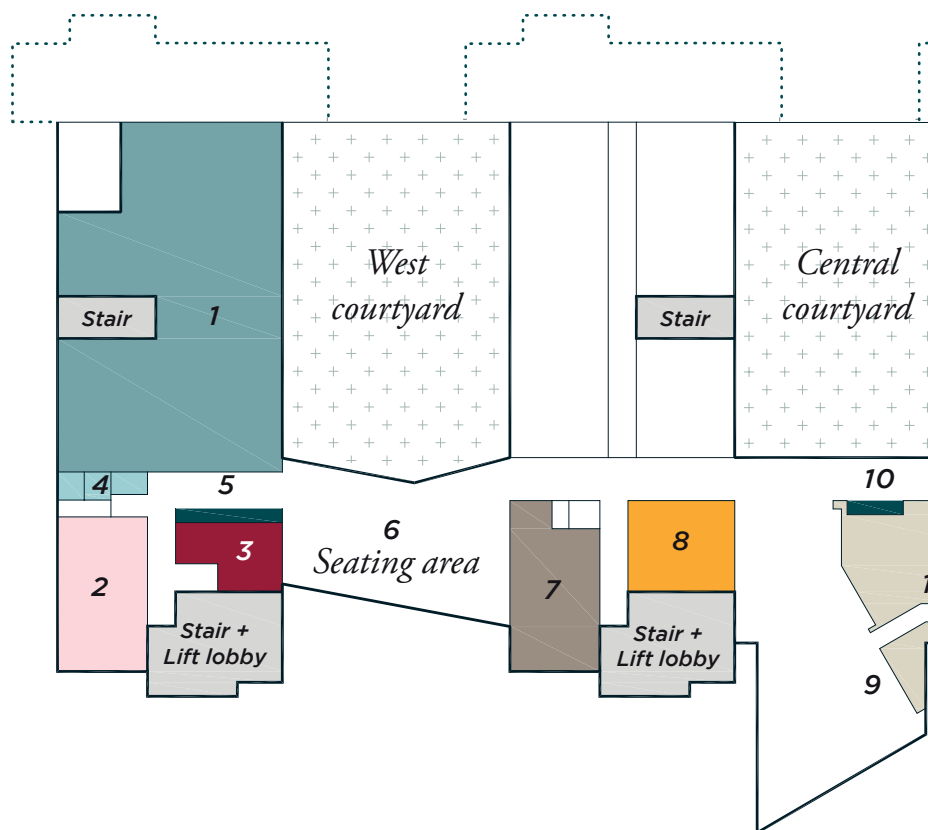 West
courtyard
Central
courtyard
Stair
1
Stair
4
5
10
6
Seating area
3
8
2
7
1
Stair +
Lift lobby
Stair +
Lift lobby
9